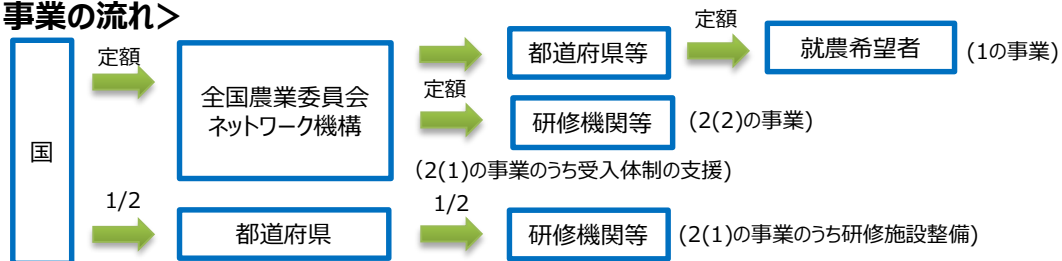 事業の流れ>
定額
定額
国
全国農業委員会
ネットワーク機構
都道府県等
就農希望者
(1の事業)
定額
研修機関等
(2(2)の事業)
(2(1)の事業のうち受入体制の支援)
1/2
都道府県
1/2
研修機関等
(2(1)の事業のうち研修施設整備)